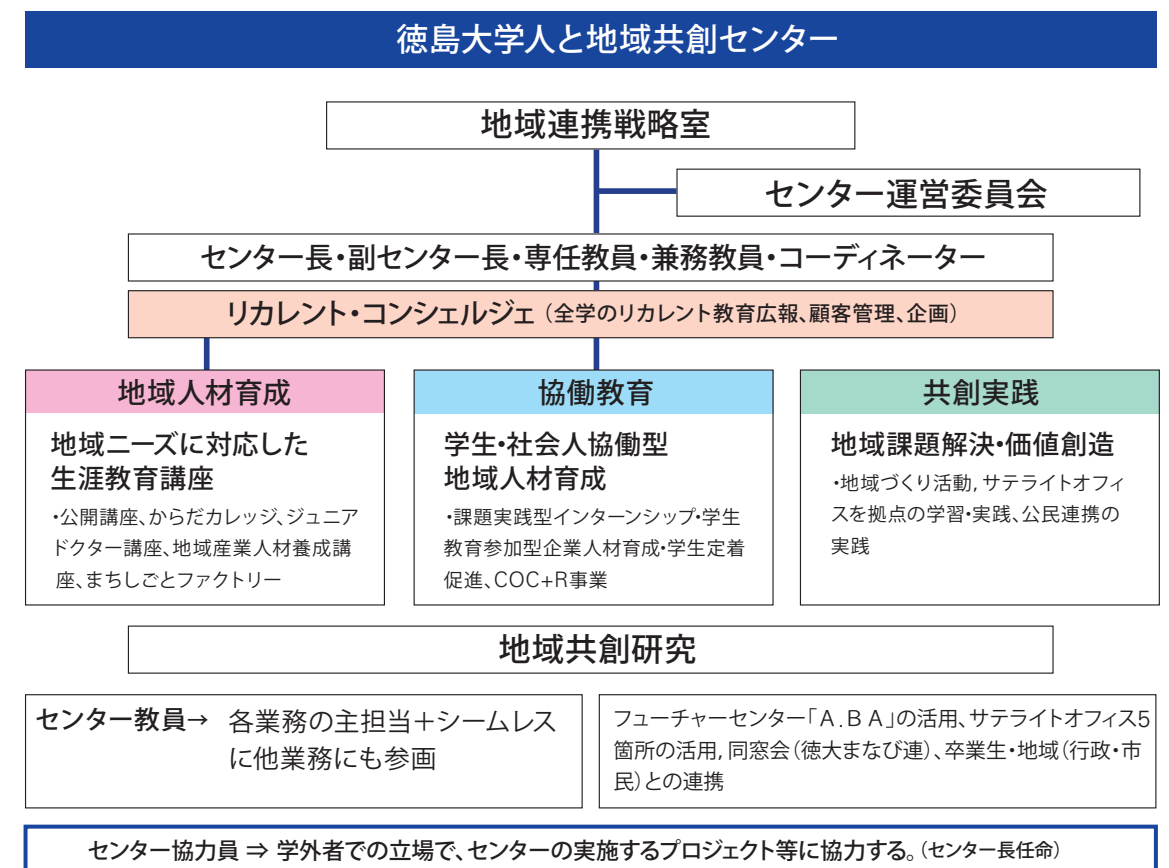 徳島大学人と地域共創センター
地域連携戦略室
センター運営委員会
センター長・副センター長・専任教員・兼務教員・コーディネーター
リカレント・コンシェルジェ（全学のリカレント教育広報、顧客管理、企画）
地域人材育成
地域ニーズに対応した
生涯教育講座
・公開講座、からだカレッジ、ジュニア
ドクター講座、地域産業人材養成講
座、まちしごとファクトリー
協働教育
学生・社会人協働型
地域人材育成
・課題実践型インターンシップ・学生
教育参加型企業人材育成・学生定着
促進、COC+R事業
共創実践
地域課題解決・価値創造
・地域づくり活動，サテライトオフィ
スを拠点の学習・実践、公民連携の
実践
地域共創研究
センター教員→ 各業務の主担当＋シームレス
に他業務にも参画
フューチャーセンター「A.BA」の活用、サテライトオフィス5
箇所の活用，同窓会（徳大まなび連）、卒業生・地域（行政・市
民）との連携
センター協力員 ⇒ 学外者での立場で、センターの実施するプロジェクト等に協力する。（センター長任命）